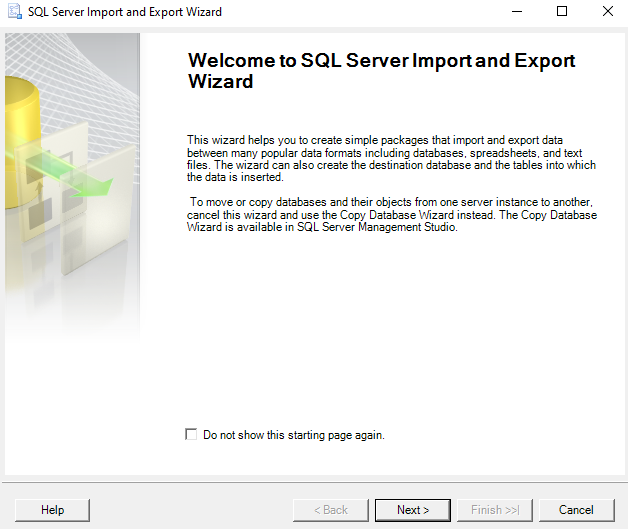 SQL Server Import and Export Wizard
Welcome to SQL Server Import and Export
Wizard
This wizard helps you to create simple packages that import and export data
between many popular data formats including databases, spreadsheets, and text
files. The wizard can also create the destination database and the tables into which
the data is inserted.
To move or copy databases and their objects from one server instance to another,
cancel this wizard and use the Copy Database Wizard instead. The Copy Database
Wizard is available in SQL Server Management Studio.
Do not show this starting page again.
Help
< Back
Next >
Finish >>|
Cancel